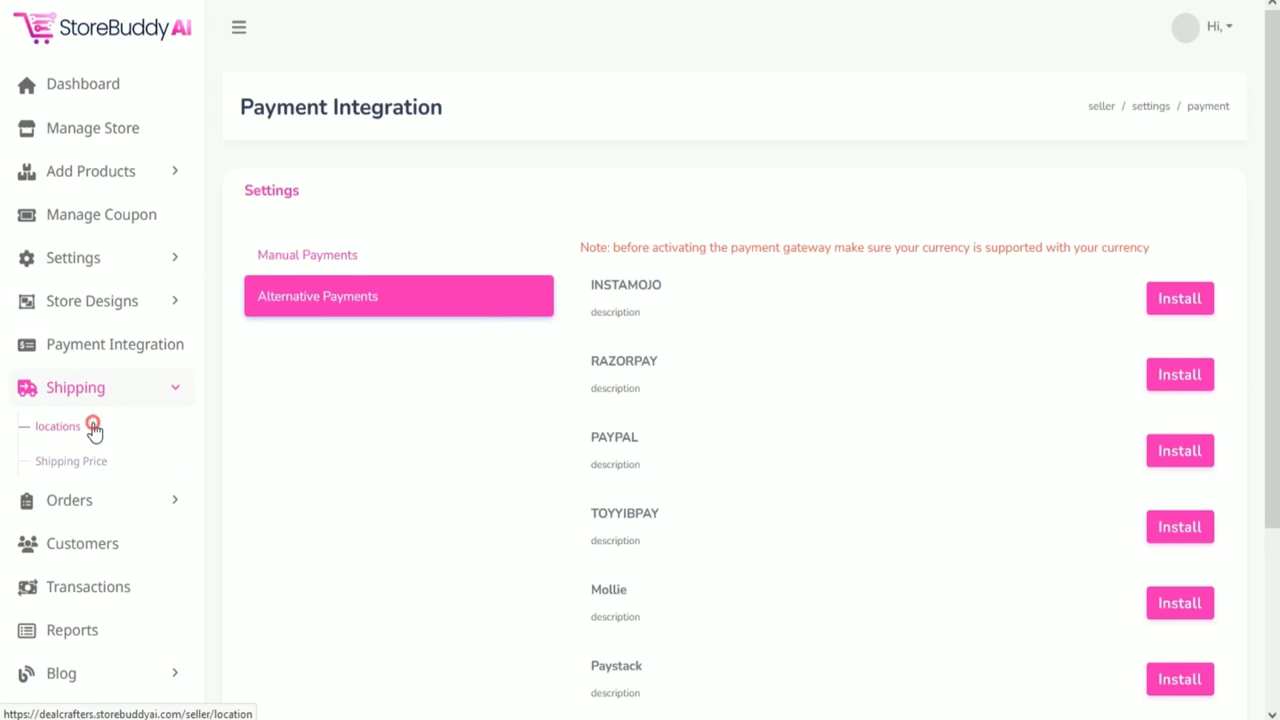 StoreBuddy AI
Hi,
Dashboard
Manage Store
Add Products
Manage Coupon
Settings
Store Designs
Payment Integration
Shipping
locations
Shipping Price
Orders
Customers
Transactions
Reports
Blog
Payment Integration
seller / settings / payment
Settings
Manual Payments
Alternative Payments
Note: before activating the payment gateway make sure your currency is supported with your currency
INSTAMOJO
description
Install
RAZORPAY
description
Install
PAYPAL
description
Install
TOYYIBPAY
description
Install
Mollie
description
Install
Paystack
description
Install
https://dealcrafters.storebuddyai.com/seller/location